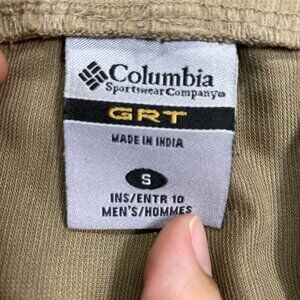 Columbia
Sportswear Company®
GRT
MADE IN INDIA
S
INS/ENTR 10
MEN'S/HOMMES